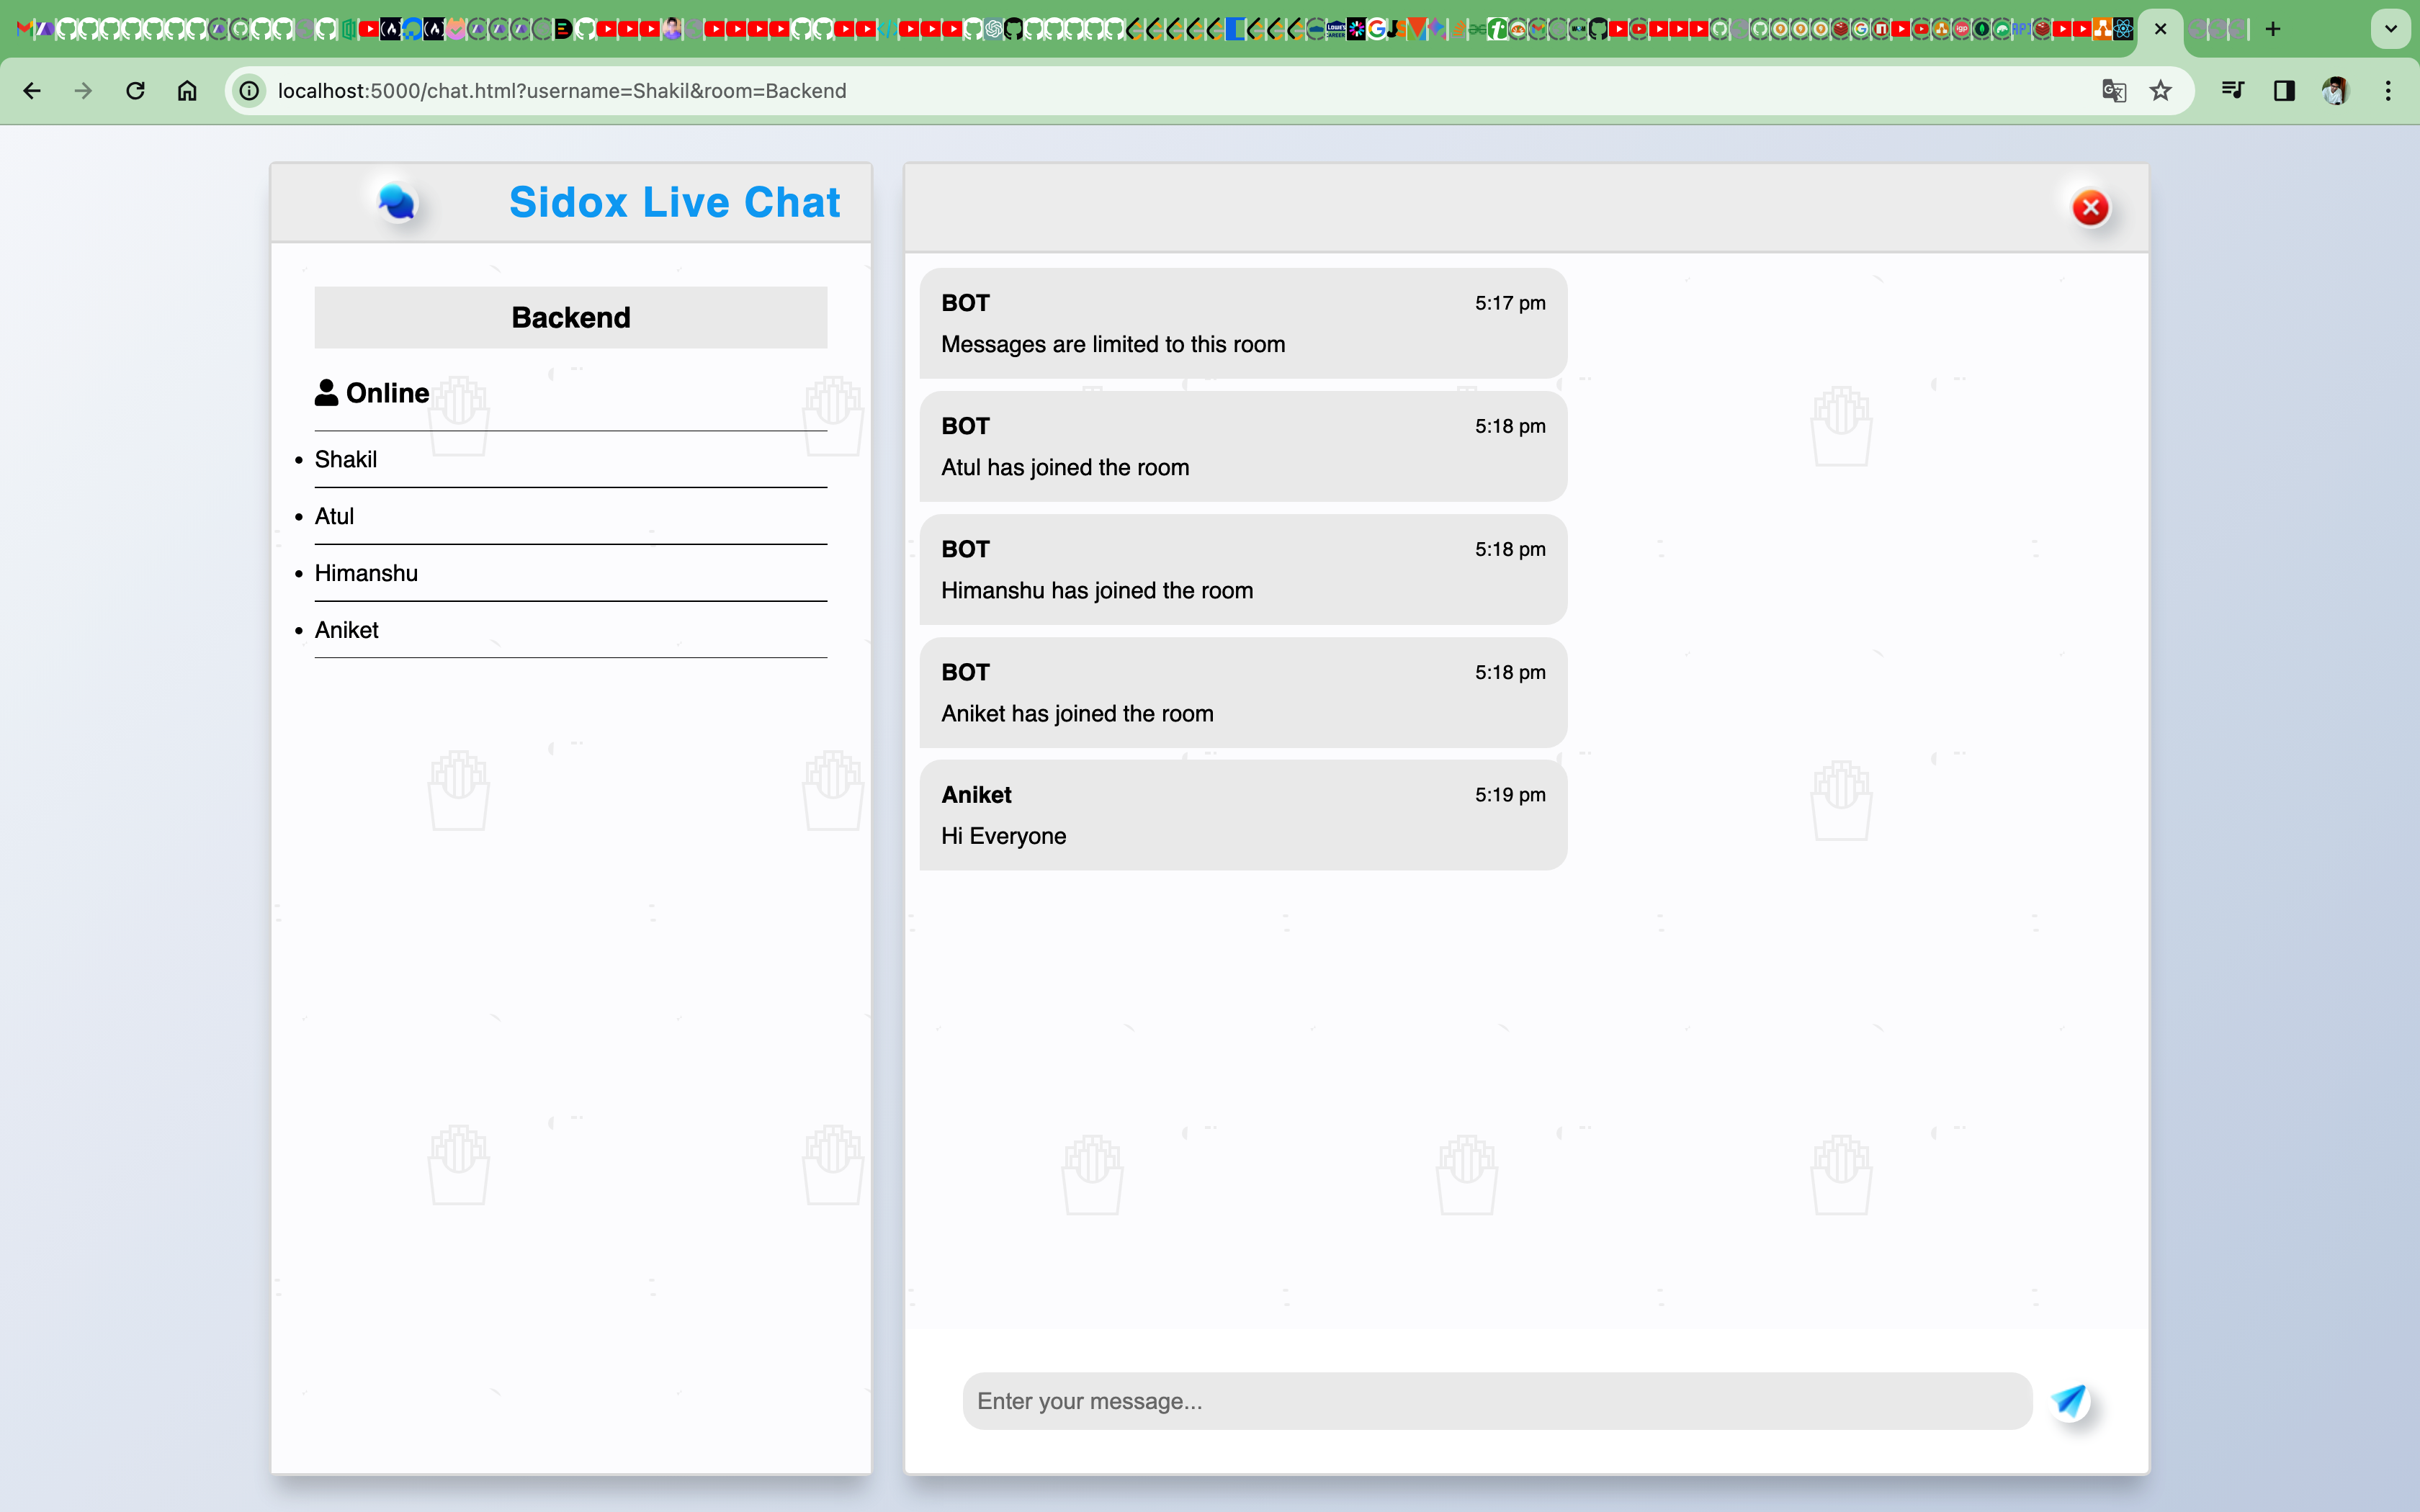 localhost:5000/chat.html?username=Shakil&room=Backend
Sidox Live Chat
Backend
Online
Shakil
Atul
Himanshu
Aniket
BOT 5:17 pm
Messages are limited to this room
BOT 5:18 pm
Atul has joined the room
BOT 5:18 pm
Himanshu has joined the room
BOT 5:18 pm
Aniket has joined the room
Aniket 5:19 pm
Hi Everyone
Enter your message...